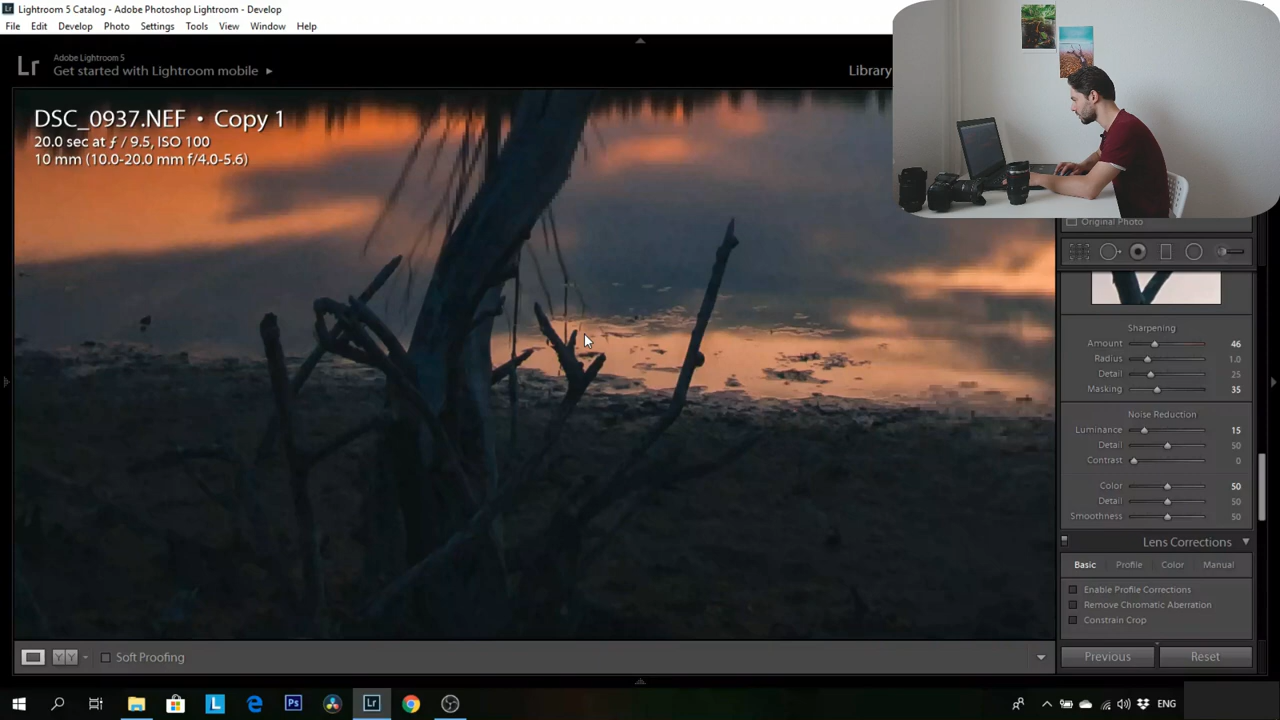 Lightroom 5 Catalog - Adobe Photoshop Lightroom - Develop
File Edit Develop Photo Settings Tools View Window Help
Lr Adobe Lightroom 5
Get started with Lightroom mobile ▸
Library
DSC_0937.NEF • Copy 1
20.0 sec at ƒ / 9.5, ISO 100
10 mm (10.0-20.0 mm f/4.0-5.6)
Original Photo
Sharpening
Amount 46
Radius 1.0
Detail 25
Masking 35
Noise Reduction
Luminance 15
Detail 50
Contrast 0
Color 50
Detail 50
Smoothness 50
Lens Corrections
Basic Profile Color Manual
Enable Profile Corrections
Remove Chromatic Aberration
Constrain Crop
YY Soft Proofing
Previous Reset
L Ps Lr ENG